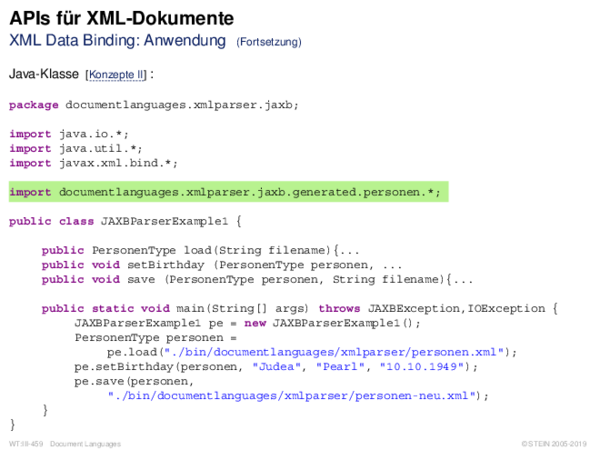 APIs für XML-Dokumente
XML Data Binding: Anwendung (Fortsetzung)
Java-Klasse [Konzepte II] :
package documentlanguages.xmlparser.jaxb;
import java.io.*;
import java.util.*;
import javax.xml.bind.*;
import documentlanguages.xmlparser.jaxb.generated.personen.*;
public class JAXBParserExample1 {
public PersonenType load(String filename){...
public void setBirthday (PersonenType personen, ...
public void save (PersonenType personen, String filename){...
public static void main(String[] args) throws JAXBException,IOException {
JAXBParserExample1 pe = new JAXBParserExample1();
PersonenType personen =
pe.load("./bin/documentlanguages/xmlparser/personen.xml");
pe.setBirthday(personen, "Judea", "Pearl", "10.10.1949");
pe.save(personen,
"./bin/documentlanguages/xmlparser/personen-neu.xml");
}
}
WT:III-459 Document Languages © STEIN 2005-2019